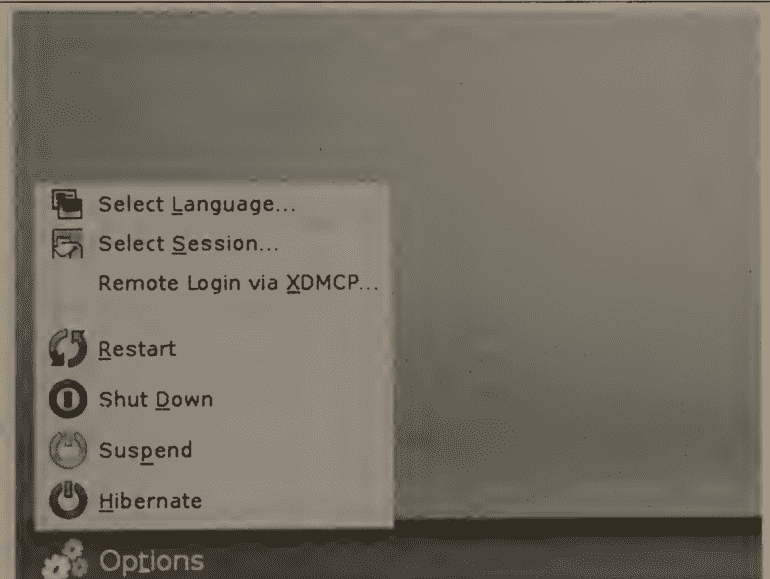 Select Language...
Select Session...
Remote Login via XDMCP...
Restart
Shut Down
Suspend
Hibernate
Options